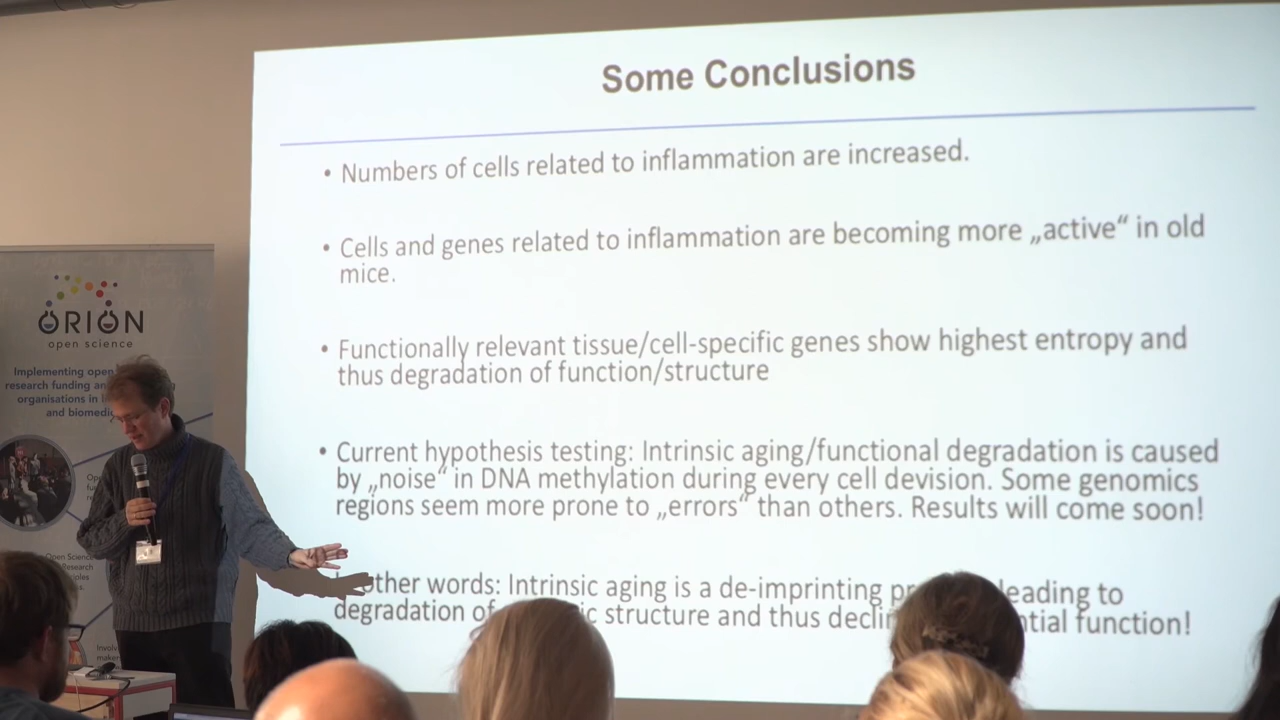 Some Conclusions
• Numbers of cells related to inflammation are increased.
• Cells and genes related to inflammation are becoming more „active“ in old
mice.
• Functionally relevant tissue/cell-specific genes show highest entropy and
thus degradation of function/structure
• Current hypothesis testing: Intrinsic aging/functional degradation is caused
by „noise“ in DNA methylation during every cell devision. Some genomics
regions seem more prone to „errors“ than others. Results will come soon!
other words: Intrinsic aging is a de-imprinting leading to
degradation of structure and thus function!
ORION
open science
Implementing open
research funding
organisations in
and
Open Science